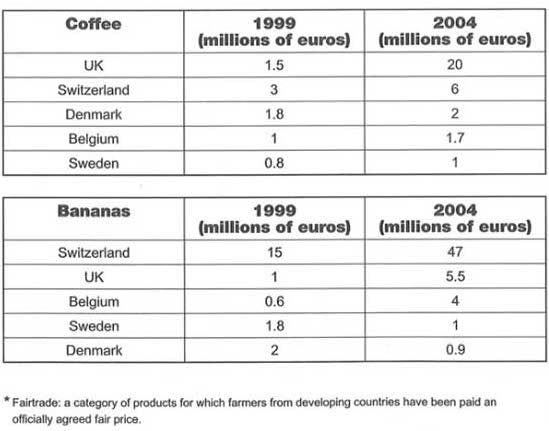 Coffee 1999 2004
(millions of euros) (millions of euros)
UK 1.5 20
Switzerland 3 6
Denmark 1.8 2
Belgium 1 1.7
Sweden 0.8 1
Bananas 1999 2004
(millions of euros) (millions of euros)
Switzerland 15 47
UK 1 5.5
Belgium 0.6 4
Sweden 1.8 1
Denmark 2 0.9
* Fairtrade: a category of products for which farmers from developing countries have been paid an
officially agreed fair price.